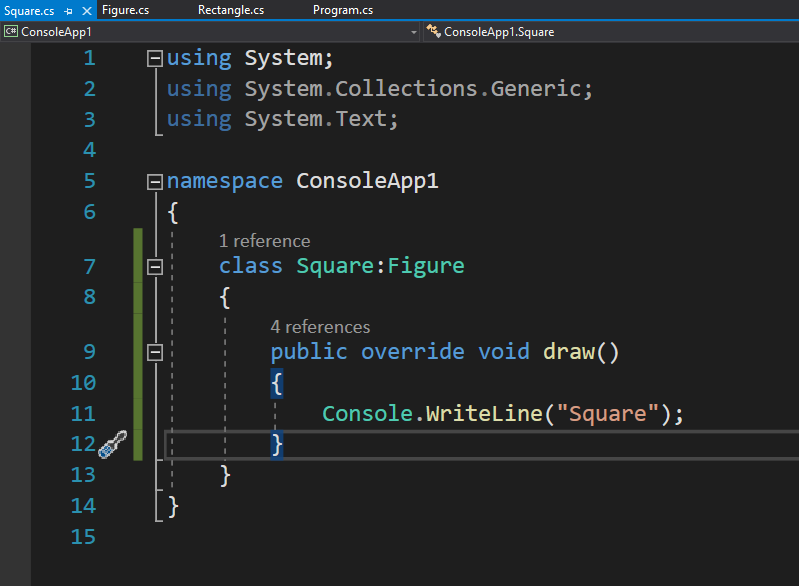 Square.cs Figure.cs Rectangle.cs Program.cs
C# ConsoleApp1 ConsoleApp1.Square
1 using System;
2 using System.Collections.Generic;
3 using System.Text;
4
5 namespace ConsoleApp1
6 {
1 reference
7 class Square:Figure
8 {
4 references
9 public override void draw()
10 {
11 Console.WriteLine("Square");
12 }
13 }
14 }
15